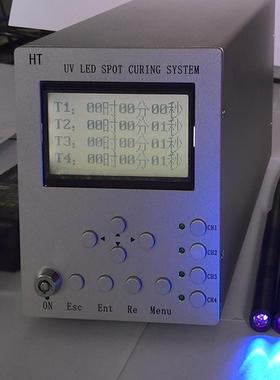 HT
UV LED SPOT CURING SYSTEM
T1: 00时00分00秒
T2: 00时00分01秒
T3: 00时00分01秒
T4: 00时00分01秒
CH1
CH2
CH3
CH4
ON Esc Ent Re Menu